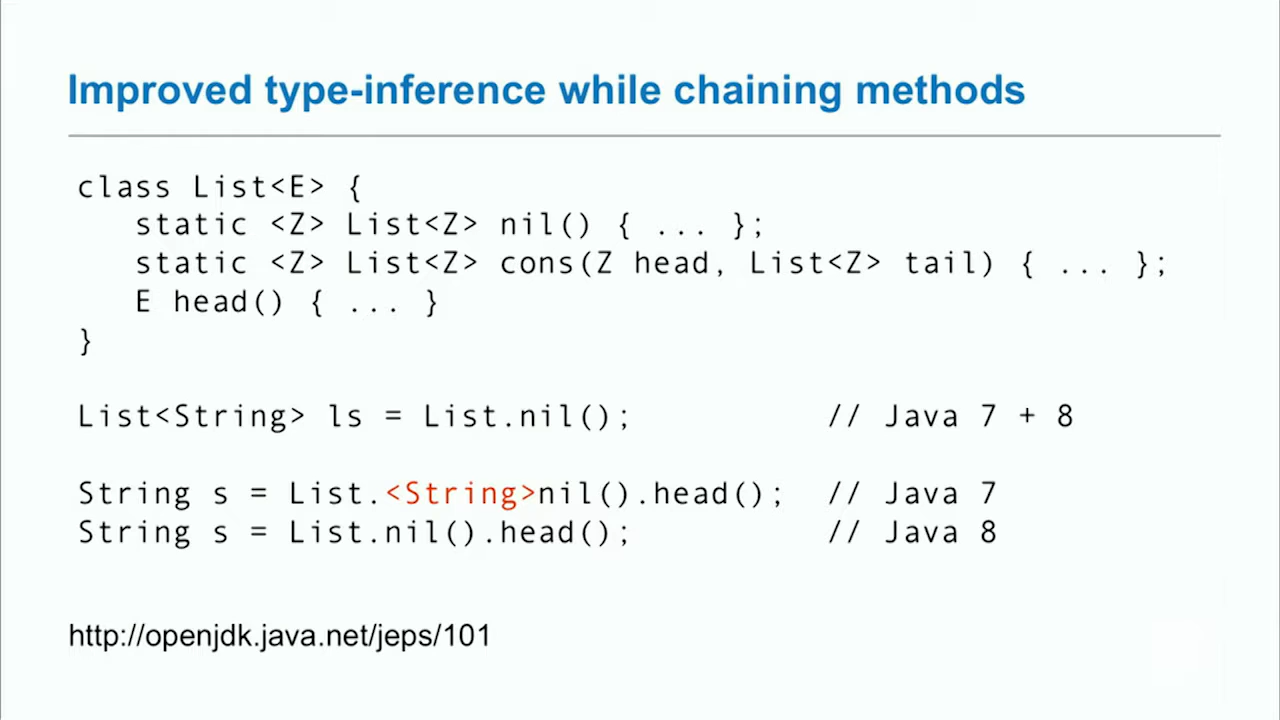 Improved type-inference while chaining methods
class List<E> {
   static <Z> List<Z> nil() { ... };
   static <Z> List<Z> cons(Z head, List<Z> tail) { ... };
   E head() { ... }
}
List<String> ls = List.nil();          // Java 7 + 8
String s = List.<String>nil().head();  // Java 7
String s = List.nil().head();          // Java 8
http://openjdk.java.net/jeps/101